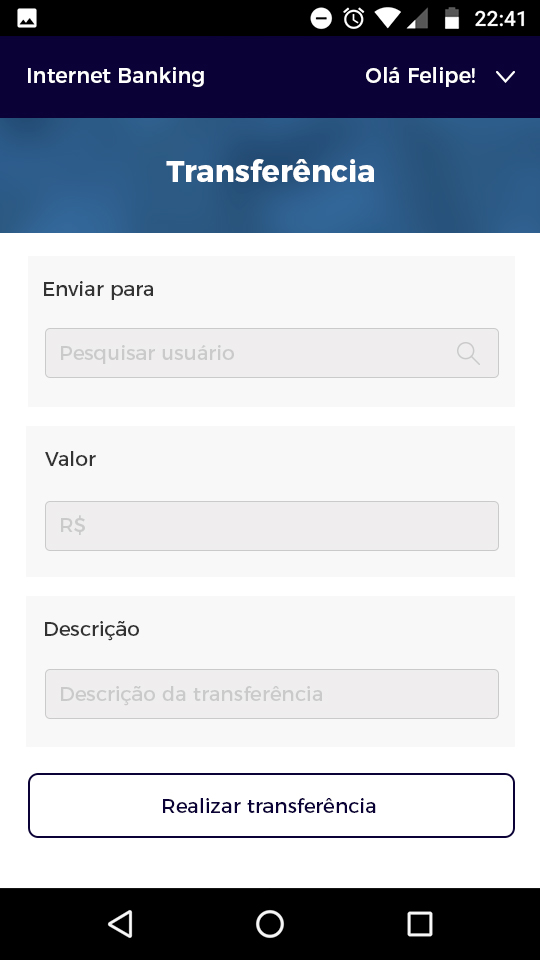 22:41
Internet Banking Olá Felipe!
Transferência
Enviar para
Pesquisar usuário
Valor
R$
Descrição
Descrição da transferência
Realizar transferência